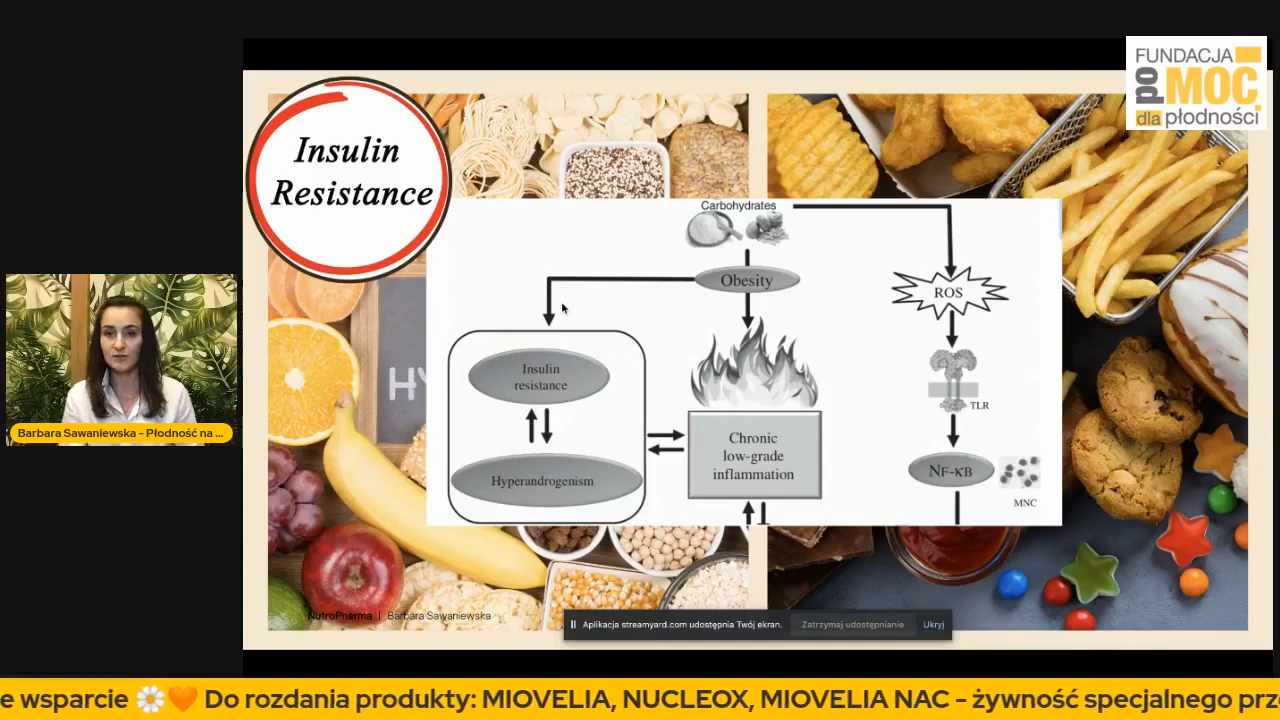 FUNDACJA
poMOC
dla płodności
Insulin
Resistance
Carbohydrates
Obesity
ROS
Insulin
resistance
TLR
Chronic
low-grade
inflammation
Hyperandrogenism
NF-κB
MNC
HY
Barbara Sawaniewska - Płodność na ...
NutroPharma | Barbara Sawaniewska
Aplikacja streamyard.com udostępnia Twój ekran. Zatrzymaj udostępnianie Ukryj
e wsparcie 🌼🧡 Do rozdania produkty: MIOVELIA, NUCLEOX, MIOVELIA NAC - żywność specjalnego prz